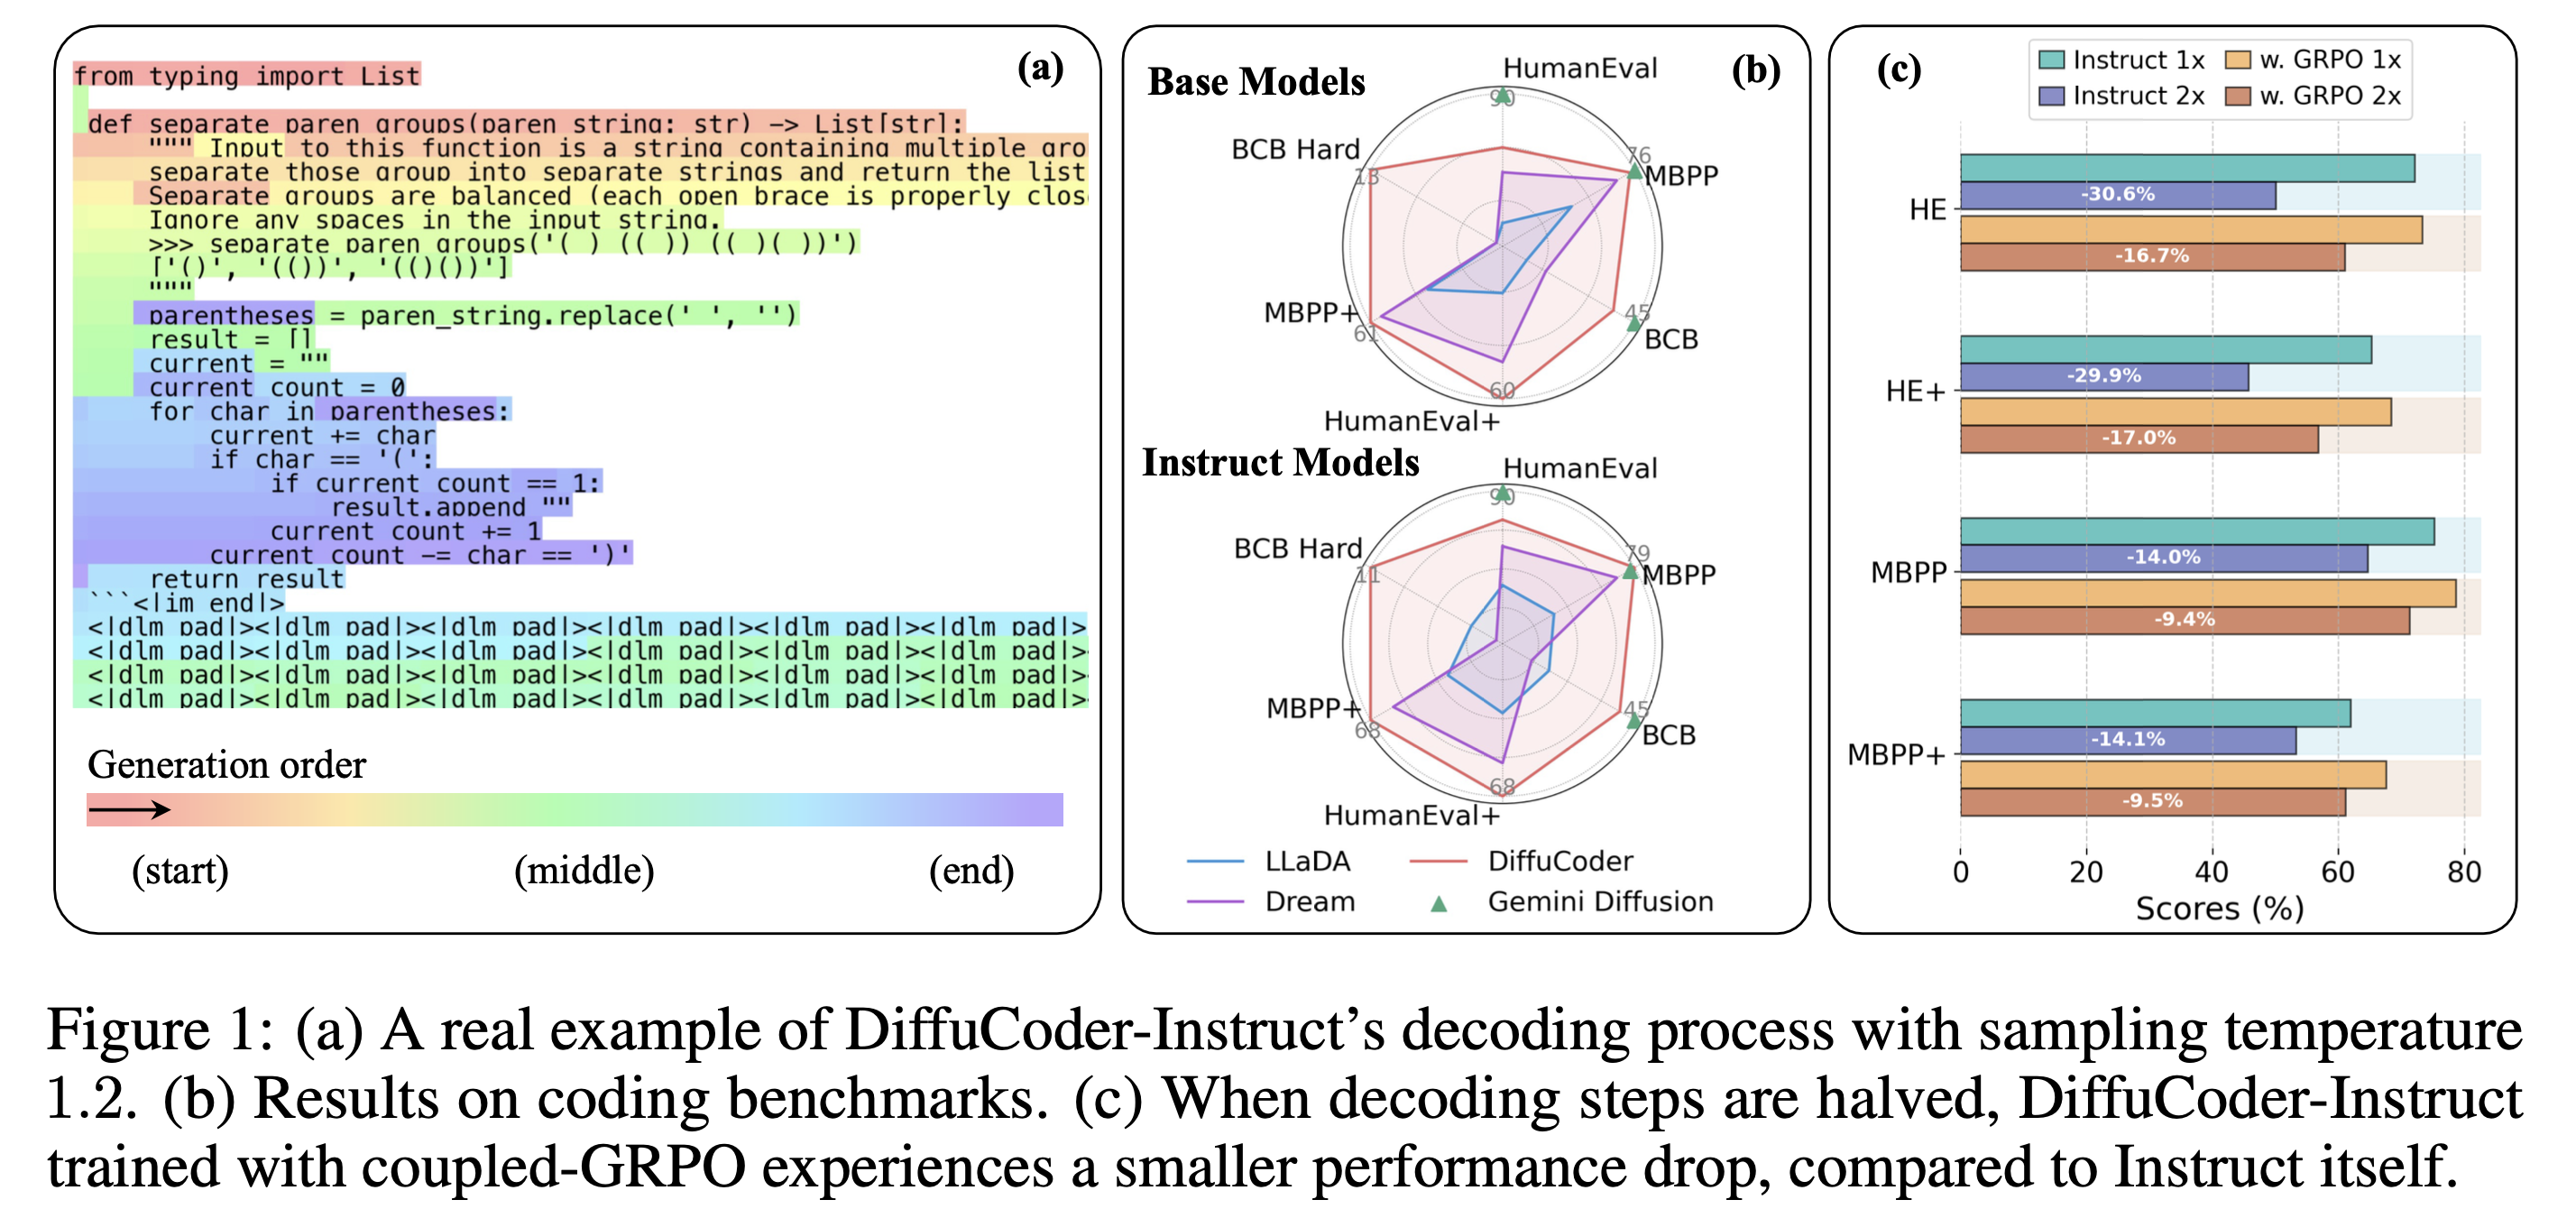 (a)
from typing import List
def separate_paren_groups(paren_string: str) -> List[str]:
""" Input to this function is a string containing multiple gro
separate those group into separate strings and return the list
Separate groups are balanced (each open brace is properly clos
Ignore any spaces in the input string.
>>> separate_paren_groups('( ) (( )) (( )( ))')
['()', '(())', '(()())']
"""
parentheses = paren_string.replace(' ', '')
result = []
current = ""
current_count = 0
for char in parentheses:
current += char
if char == '(':
if current_count == 1:
result.append ""
current_count += 1
current_count -= char == ')'
return result
```<|im_end|>
<|dlm_pad|><|dlm_pad|><|dlm_pad|><|dlm_pad|><|dlm_pad|><|dlm_pad|>
<|dlm_pad|><|dlm_pad|><|dlm_pad|><|dlm_pad|><|dlm_pad|><|dlm_pad|>
<|dlm_pad|><|dlm_pad|><|dlm_pad|><|dlm_pad|><|dlm_pad|><|dlm_pad|>
<|dlm_pad|><|dlm_pad|><|dlm_pad|><|dlm_pad|><|dlm_pad|><|dlm_pad|>
Generation order
(start) (middle) (end)
(b)
Base Models
HumanEval
90
BCB Hard
13
76
MBPP
MBPP+
61
45
BCB
60
HumanEval+
Instruct Models
HumanEval
90
BCB Hard
11
79
MBPP
MBPP+
68
45
BCB
68
HumanEval+
LLaDA DiffuCoder
Dream Gemini Diffusion
(c)
Instruct 1x w. GRPO 1x
Instruct 2x w. GRPO 2x
HE
-30.6%
-16.7%
HE+
-29.9%
-17.0%
MBPP
-14.0%
-9.4%
MBPP+
-14.1%
-9.5%
0 20 40 60 80
Scores (%)
Figure 1: (a) A real example of DiffuCoder-Instruct’s decoding process with sampling temperature
1.2. (b) Results on coding benchmarks. (c) When decoding steps are halved, DiffuCoder-Instruct
trained with coupled-GRPO experiences a smaller performance drop, compared to Instruct itself.